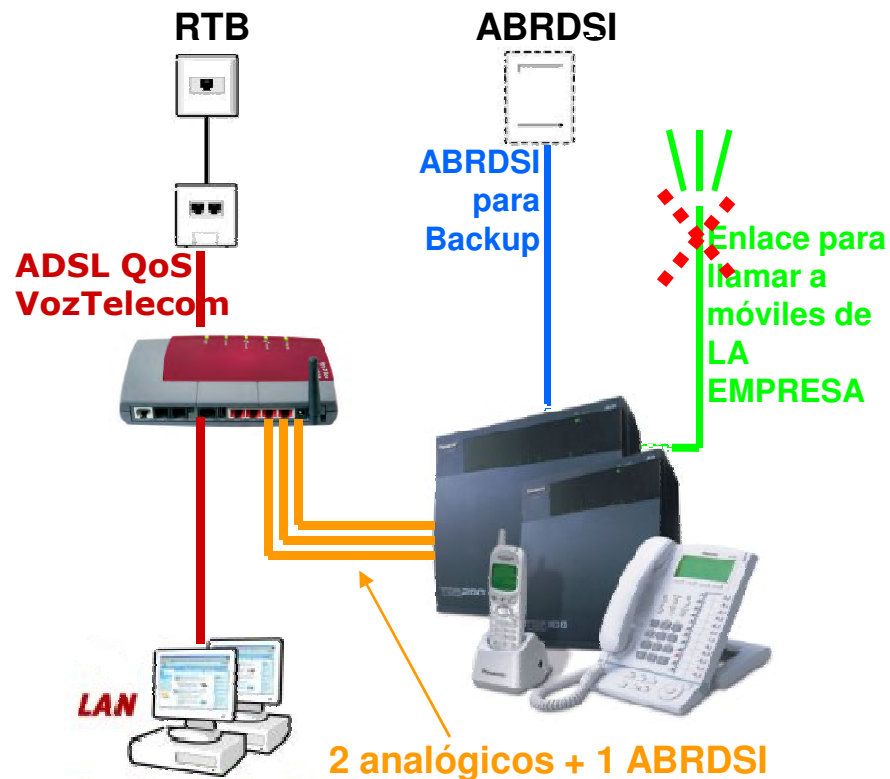 RTB
ABRDSI
ABRDSI
para
Backup
Enlace para
llamar a
móviles de
LA
EMPRESA
ADSL QoS
VozTelecom
LAN
2 analógicos + 1 ABRDSI